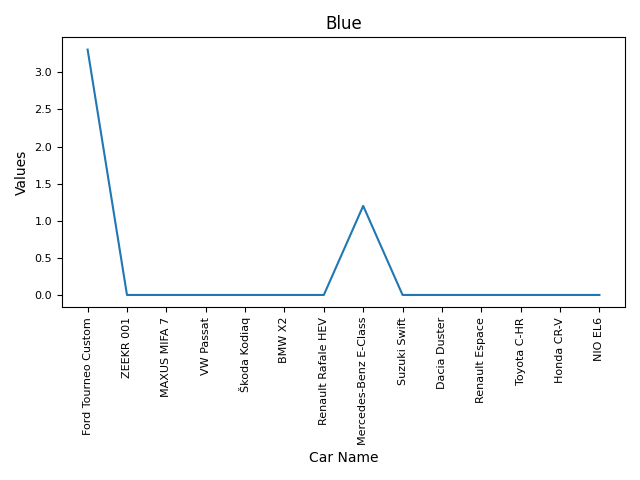 Blue
Values
3.0
2.5
2.0
1.5
1.0
0.5
0.0
Ford Tourneo Custom
ZEEKR 001
MAXUS MIFA 7
VW Passat
Škoda Kodiaq
BMW X2
Renault Rafale HEV
Mercedes-Benz E-Class
Suzuki Swift
Dacia Duster
Renault Espace
Toyota C-HR
Honda CR-V
NIO EL6
Car Name